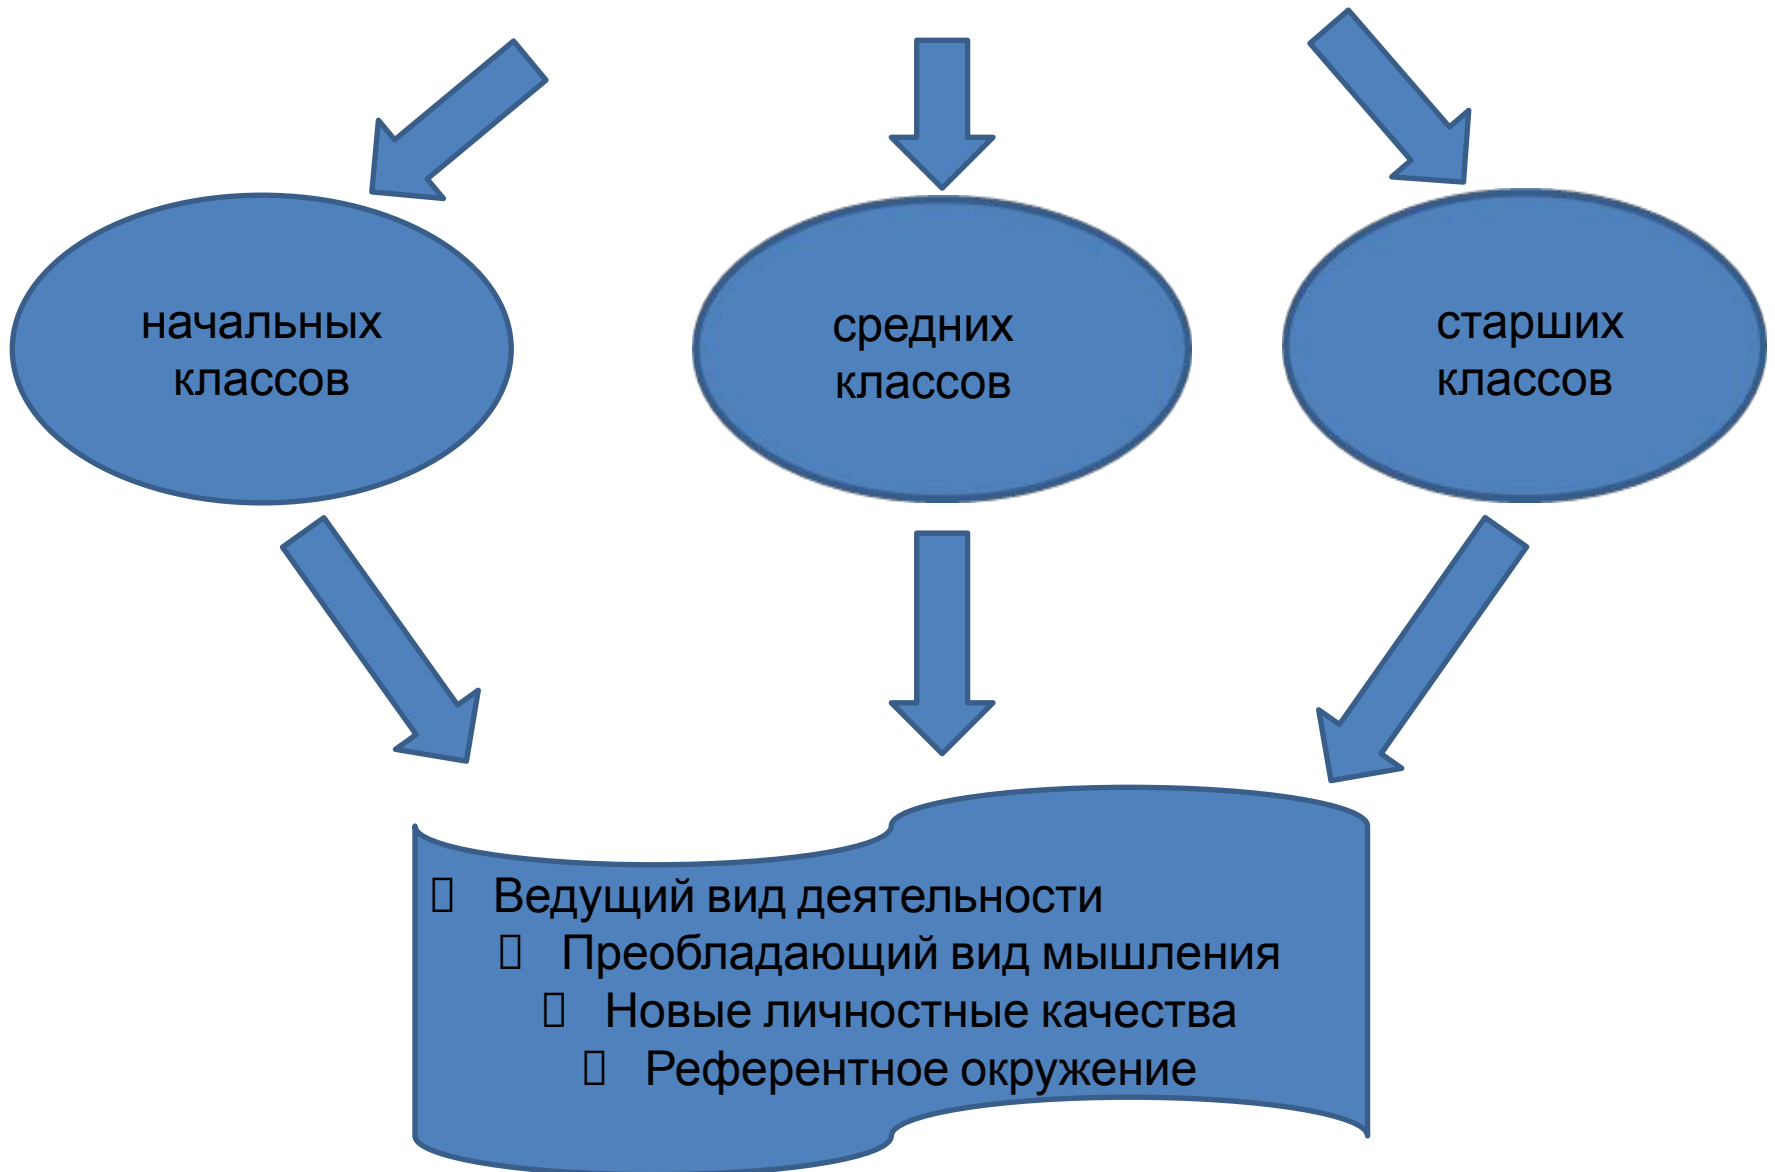 начальных
классов
средних
классов
старших
классов
Ведущий вид деятельности
Преобладающий вид мышления
Новые личностные качества
Референтное окружение